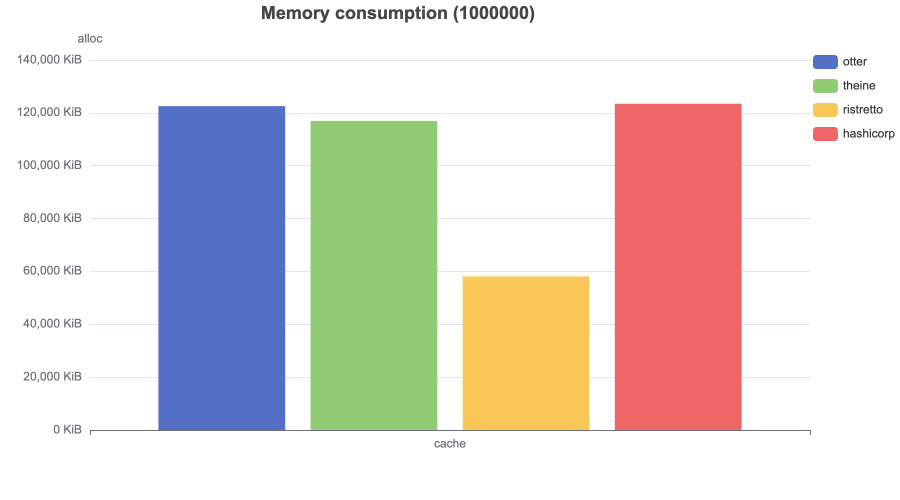 Memory consumption (1000000)
alloc
140,000 KiB
120,000 KiB
100,000 KiB
80,000 KiB
60,000 KiB
40,000 KiB
20,000 KiB
0 KiB
cache
otter
theine
ristretto
hashicorp